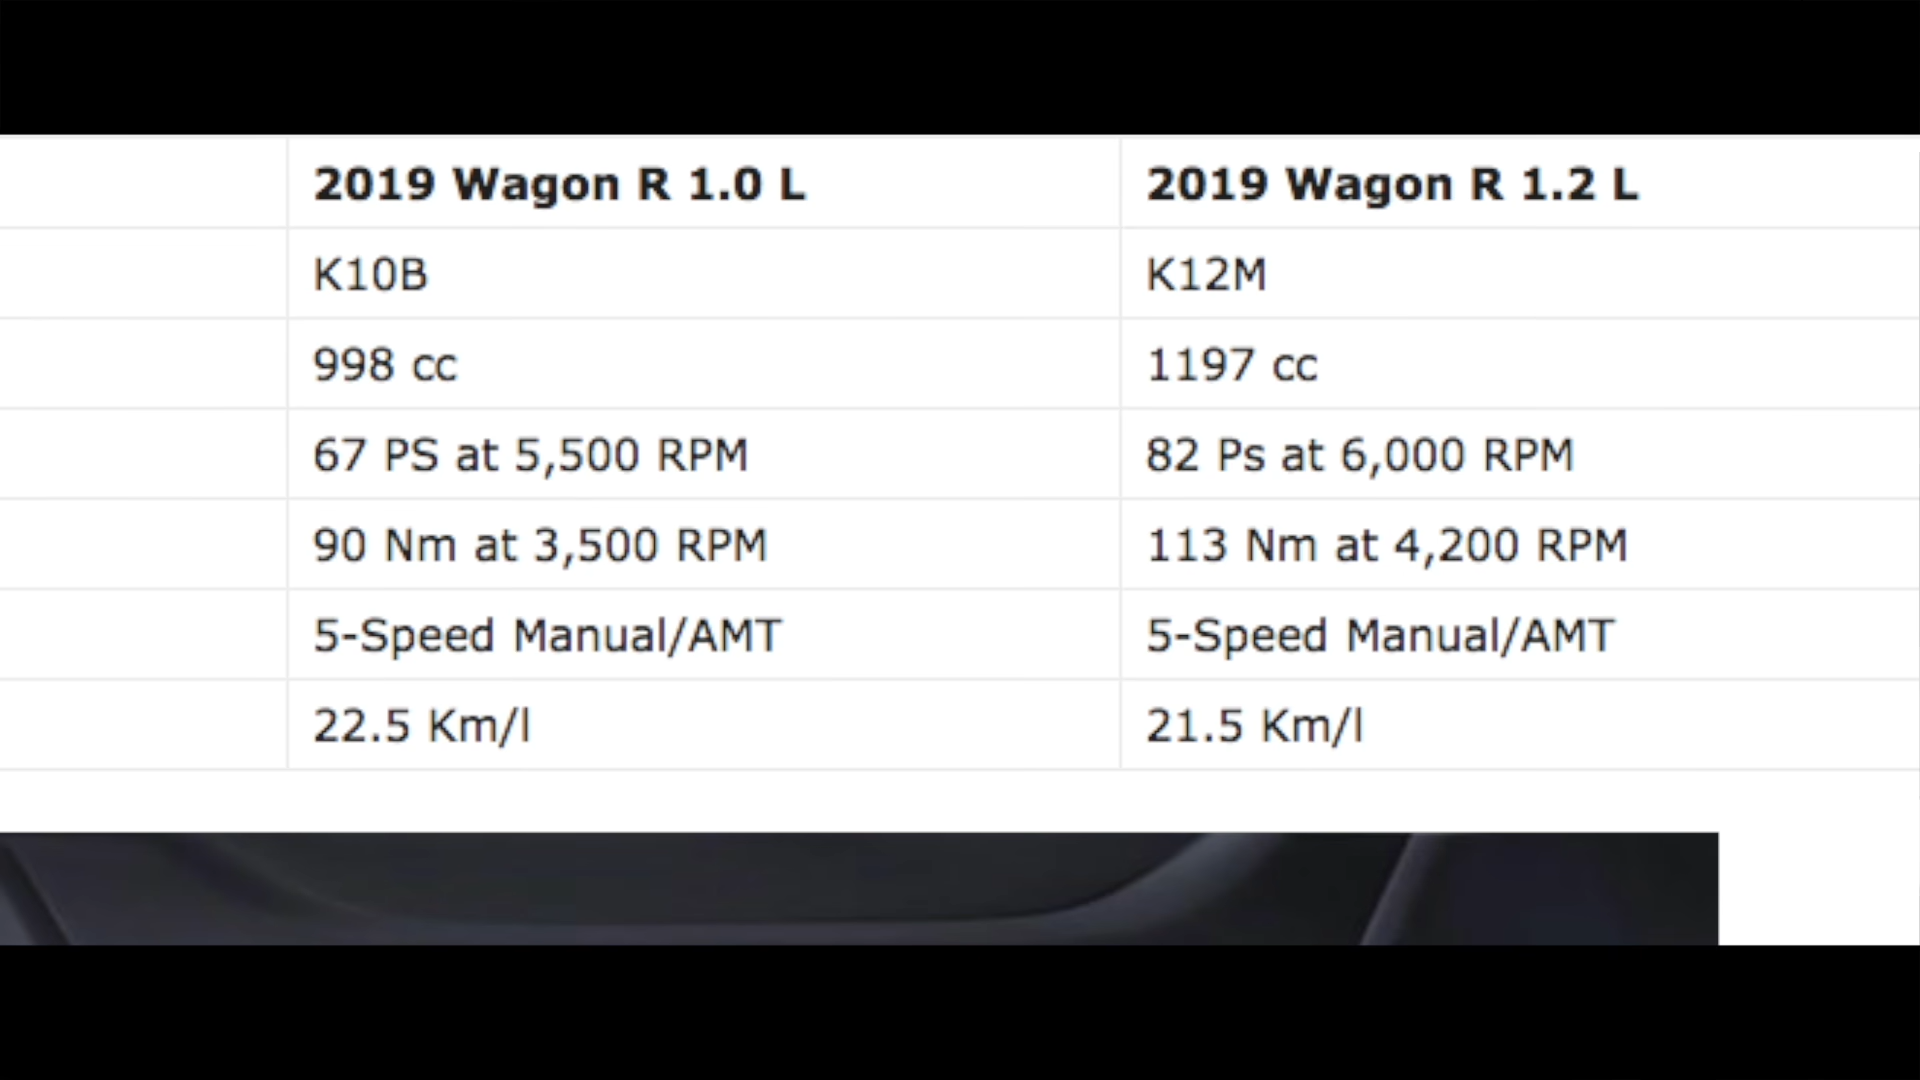 2019 Wagon R 1.0 L 2019 Wagon R 1.2 L
K10B K12M
998 cc 1197 cc
67 PS at 5,500 RPM 82 Ps at 6,000 RPM
90 Nm at 3,500 RPM 113 Nm at 4,200 RPM
5-Speed Manual/AMT 5-Speed Manual/AMT
22.5 Km/l 21.5 Km/l